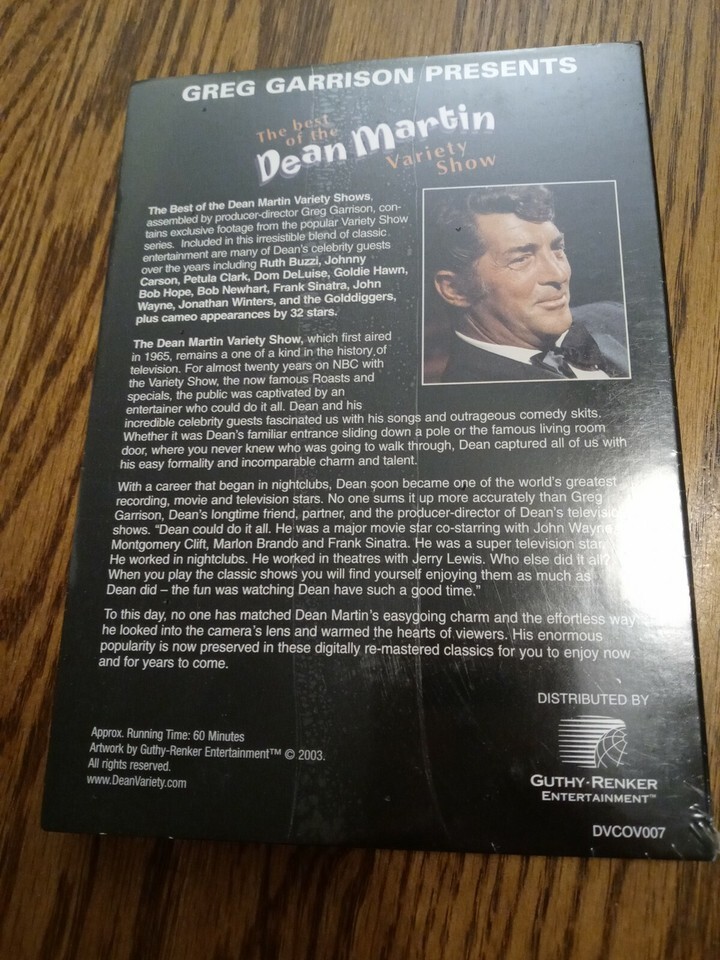 GREG GARRISON PRESENTS
The best
of the
Dean Martin
Variety
Show
The Best of the Dean Martin Variety Shows,
assembled by producer-director Greg Garrison, con-
tains exclusive footage from the popular Variety Show
series. Included in this irresistible blend of classic
entertainment are many of Dean's celebrity guests
over the years including Ruth Buzzi, Johnny
Carson, Petula Clark, Dom DeLuise, Goldie Hawn,
Bob Hope, Bob Newhart, Frank Sinatra, John
Wayne, Jonathan Winters, and the Golddiggers,
plus cameo appearances by 32 stars.
The Dean Martin Variety Show, which first aired
in 1965, remains a one of a kind in the history of
television. For almost twenty years on NBC with
the Variety Show, the now famous Roasts and
specials, the public was captivated by an
entertainer who could do it all. Dean and his
incredible celebrity guests fascinated us with his songs and outrageous comedy skits.
Whether it was Dean's familiar entrance sliding down a pole or the famous living room
door, where you never knew who was going to walk through, Dean captured all of us with
his easy formality and incomparable charm and talent.
With a career that began in nightclubs, Dean soon became one of the world's greatest
recording, movie and television stars. No one sums it up more accurately than Greg
Garrison, Dean's longtime friend, partner, and the producer-director of Dean's television
shows. "Dean could do it all. He was a major movie star co-starring with John Wayne,
Montgomery Clift, Marlon Brando and Frank Sinatra. He was a super television star.
He worked in nightclubs. He worked in theatres with Jerry Lewis. Who else did it all?
When you play the classic shows you will find yourself enjoying them as much as
Dean did – the fun was watching Dean have such a good time."
To this day, no one has matched Dean Martin's easygoing charm and the effortless way
he looked into the camera's lens and warmed the hearts of viewers. His enormous
popularity is now preserved in these digitally re-mastered classics for you to enjoy now
and for years to come.
DISTRIBUTED BY
Approx. Running Time: 60 Minutes
Artwork by Guthy-Renker Entertainment™ © 2003.
All rights reserved.
www.DeanVariety.com
GUTHY-RENKER
ENTERTAINMENT™
DVCOV007